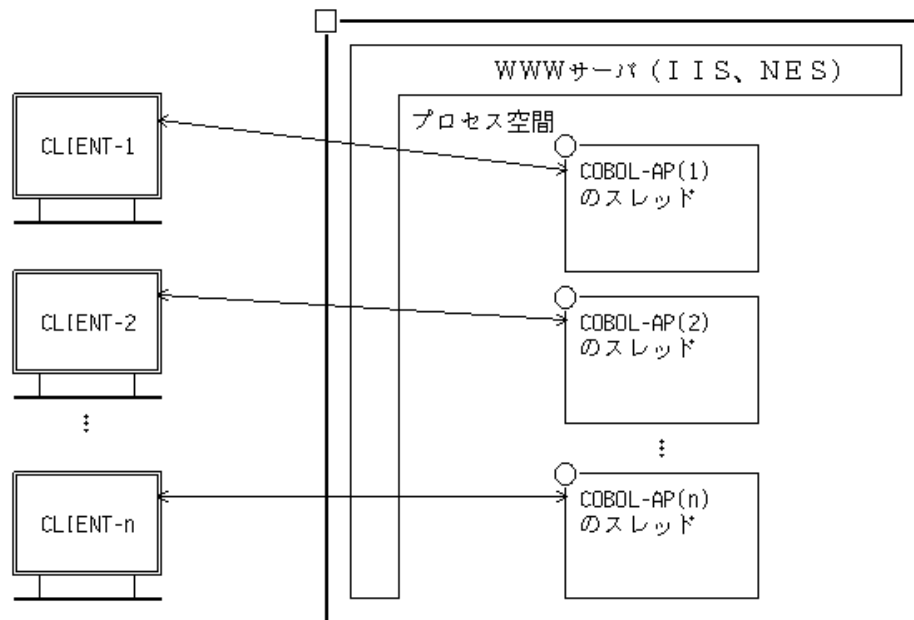 WWWサーバ(IIS、NES)
プロセス空間
CLIENT-1
COBOL-AP(1)
のスレッド
CLIENT-2
COBOL-AP(2)
のスレッド
CLIENT-n
COBOL-AP(n)
のスレッド